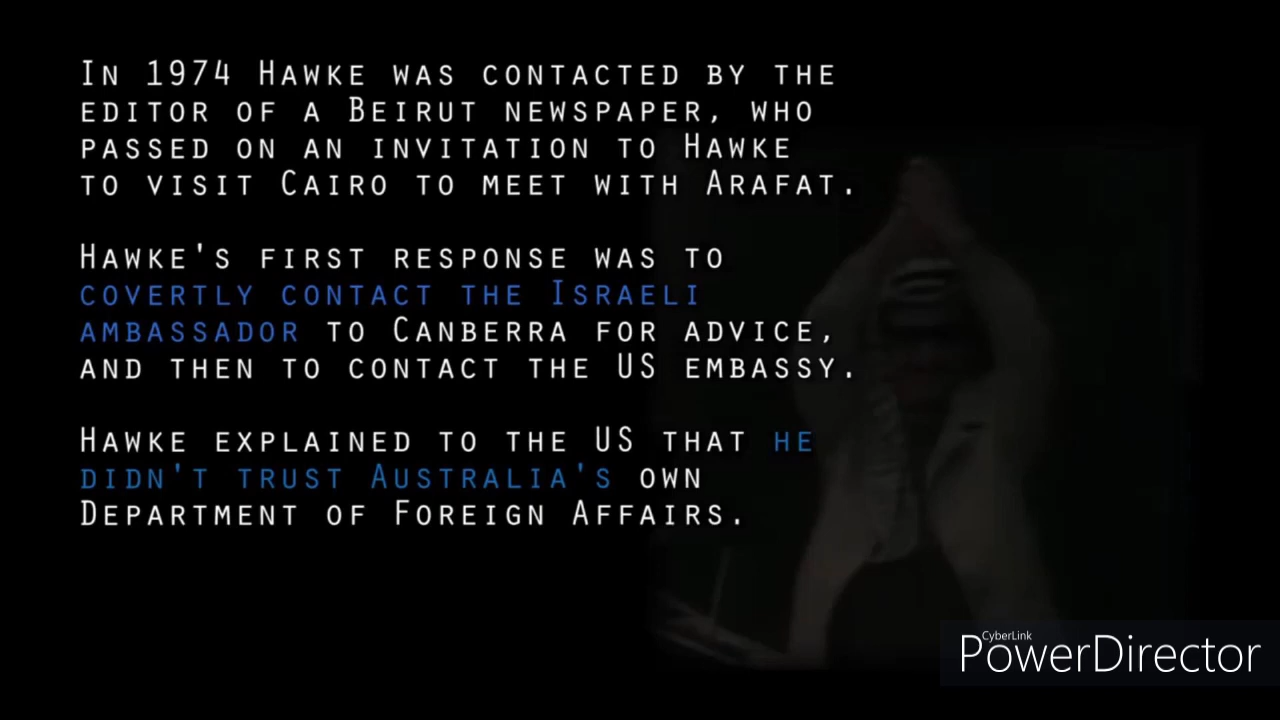 In 1974 Hawke was contacted by the
editor of a Beirut newspaper, who
passed on an invitation to Hawke
to visit Cairo to meet with Arafat.
Hawke's first response was to
covertly contact the Israeli
ambassador to Canberra for advice,
and then to contact the US embassy.
Hawke explained to the US that he
didn't trust Australia's own
Department of Foreign Affairs.
CyberLink
PowerDirector